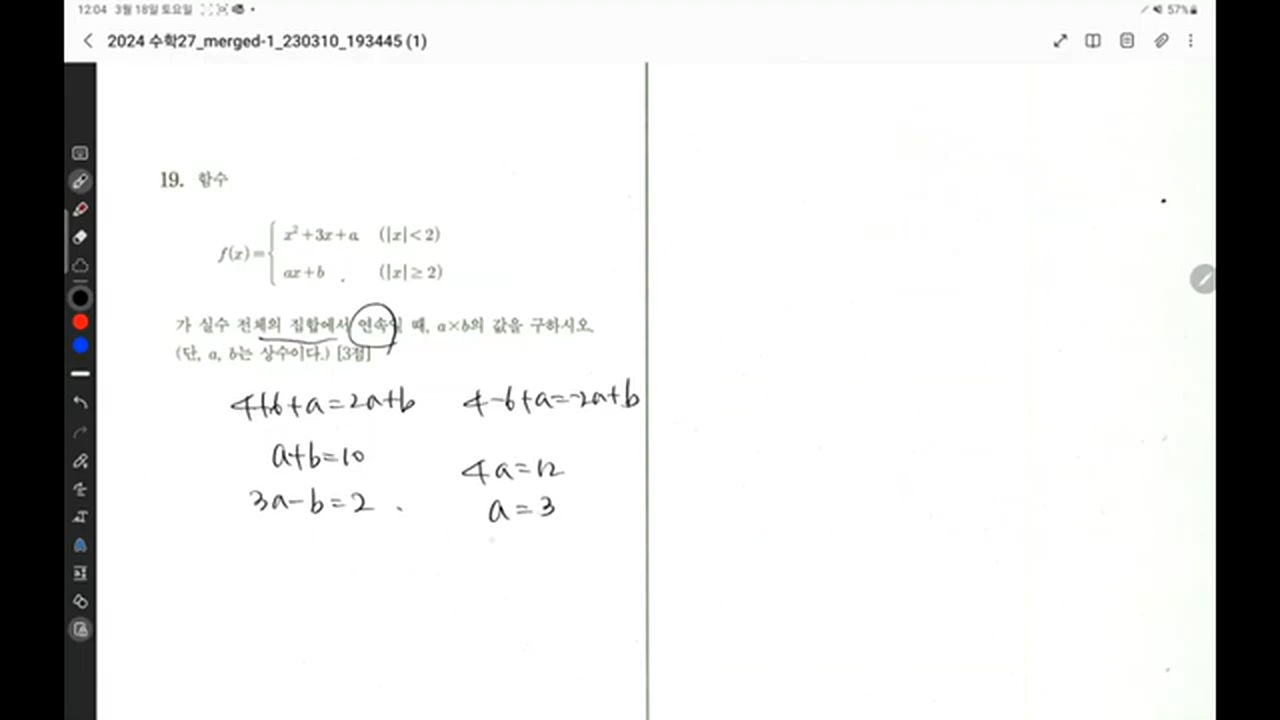 12:04 3월 18일 토요일
57%
2024 수학27_merged-1_230310_193445 (1)
19. 함수
f(x)= { x²+3x+a (|x|<2)
ax+b (|x|≥2)
가 실수 전체의 집합에서 연속일 때, a×b의 값을 구하시오.
(단, a, b는 상수이다.) [3점]
4+6+a=2a+b
4-6+a=-2a+b
a+b=10
3a-b=2
4a=12
a=3